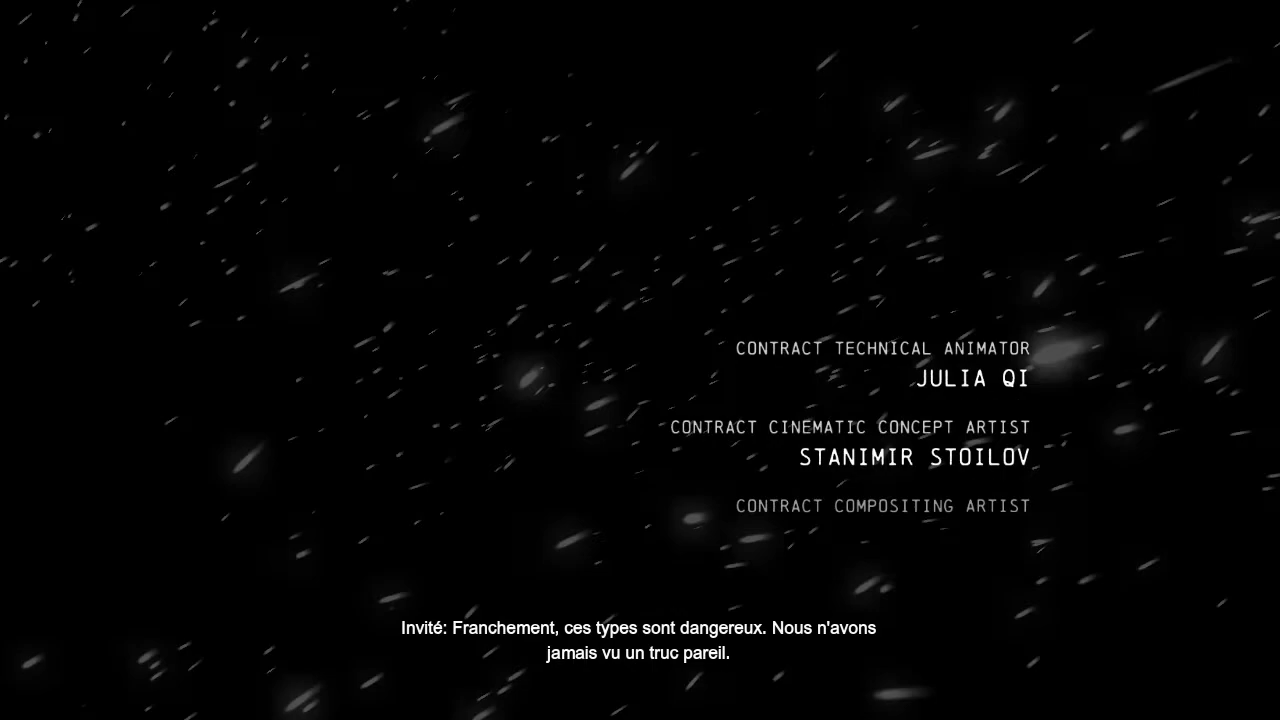 CONTRACT TECHNICAL ANIMATOR
JULIA QI
CONTRACT CINEMATIC CONCEPT ARTIST
STANIMIR STOILOV
CONTRACT COMPOSITING ARTIST
Invité: Franchement, ces types sont dangereux. Nous n'avons
jamais vu un truc pareil.